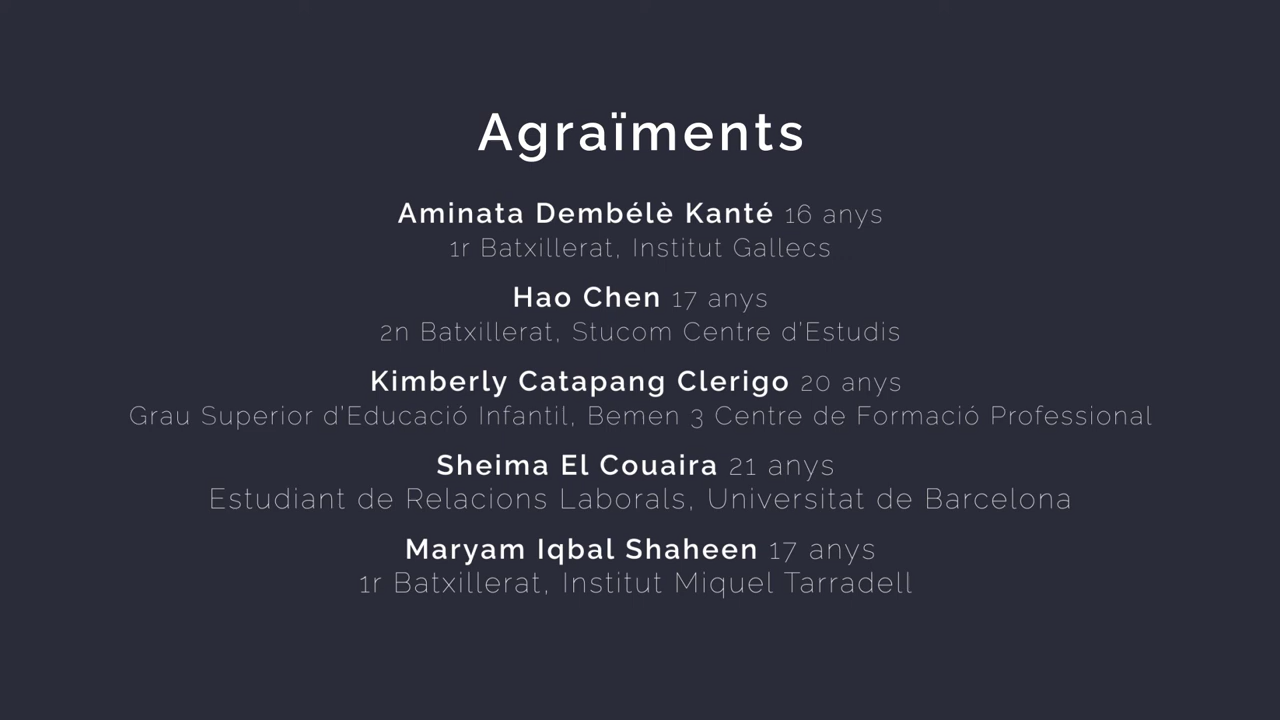 Agraïments
Aminata Dembélè Kanté 16 anys
1r Batxillerat, Institut Gallecs
Hao Chen 17 anys
2n Batxillerat, Stucom Centre d'Estudis
Kimberly Catapang Clerigo 20 anys
Grau Superior d'Educació Infantil, Bemen 3 Centre de Formació Professional
Sheima El Couaira 21 anys
Estudiant de Relacions Laborals, Universitat de Barcelona
Maryam Iqbal Shaheen 17 anys
1r Batxillerat, Institut Miquel Tarradell